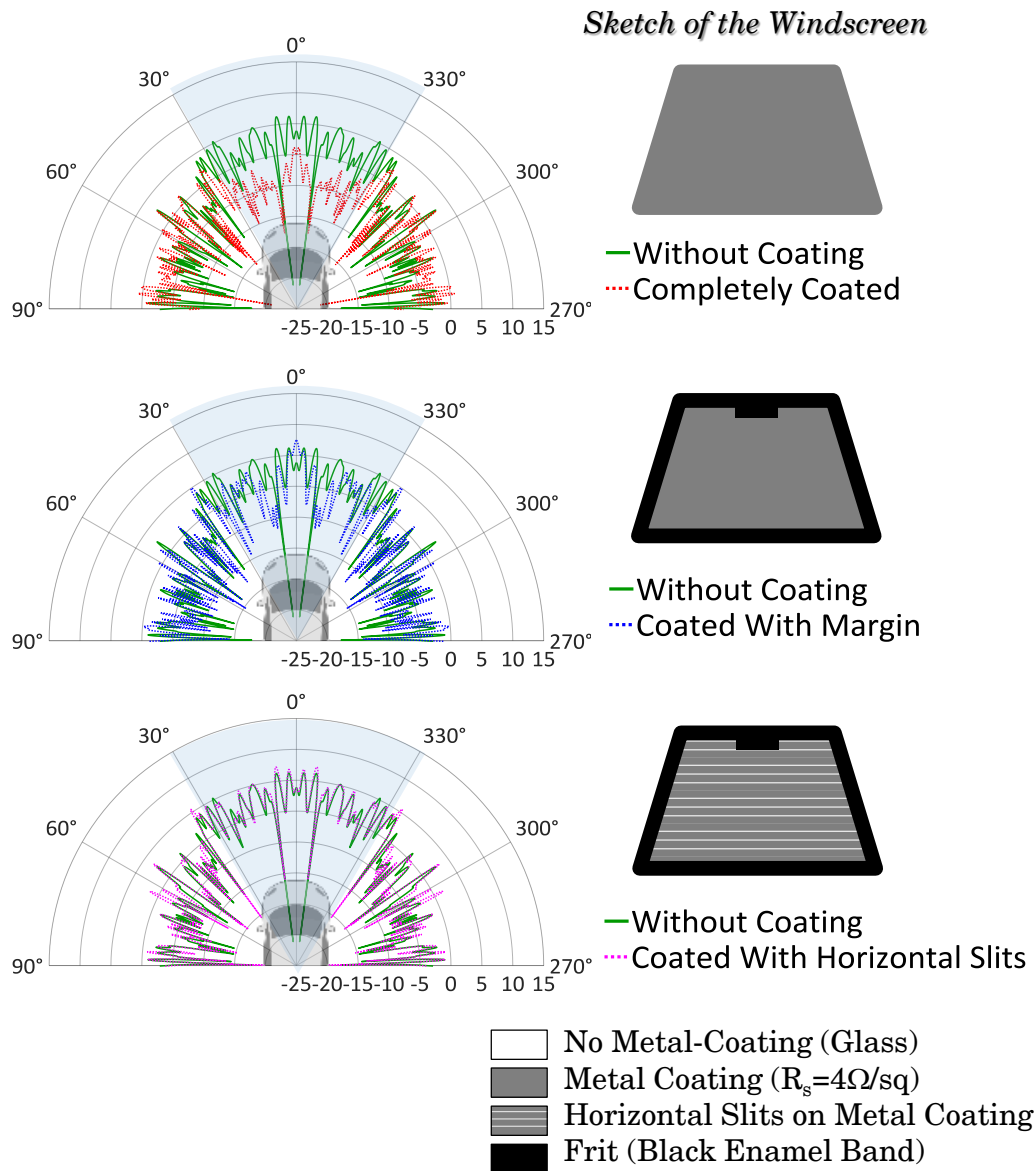 Sketch of the Windscreen
0°
30°
330°
60°
300°
90°
270°
-25-20-15-10 -5 0 5 10 15
Without Coating
Completely Coated
0°
30°
330°
60°
300°
90°
270°
-25-20-15-10 -5 0 5 10 15
Without Coating
Coated With Margin
0°
30°
330°
60°
300°
90°
270°
-25-20-15-10 -5 0 5 10 15
Without Coating
Coated With Horizontal Slits
No Metal-Coating (Glass)
Metal Coating (Rs=4Ω/sq)
Horizontal Slits on Metal Coating
Frit (Black Enamel Band)